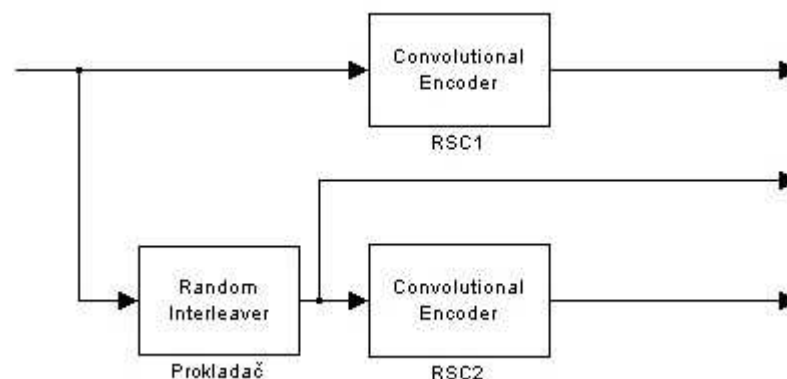 Convolutional
Encoder
RSC1
Random
Interleaver
Prokladač
Convolutional
Encoder
RSC2